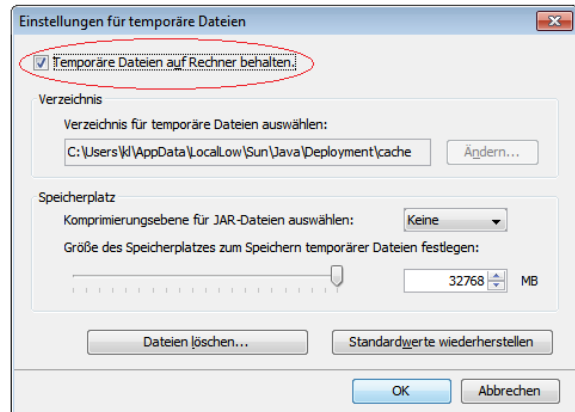 Einstellungen für temporäre Dateien
Temporäre Dateien auf Rechner behalten.
Verzeichnis
Verzeichnis für temporäre Dateien auswählen:
C:\Users\kl\AppData\LocalLow\Sun\Java\Deployment\cache
Ändern...
Speicherplatz
Komprimierungsebene für JAR-Dateien auswählen: Keine
Größe des Speicherplatzes zum Speichern temporärer Dateien festlegen:
32768 MB
Dateien löschen... Standardwerte wiederherstellen
OK Abbrechen